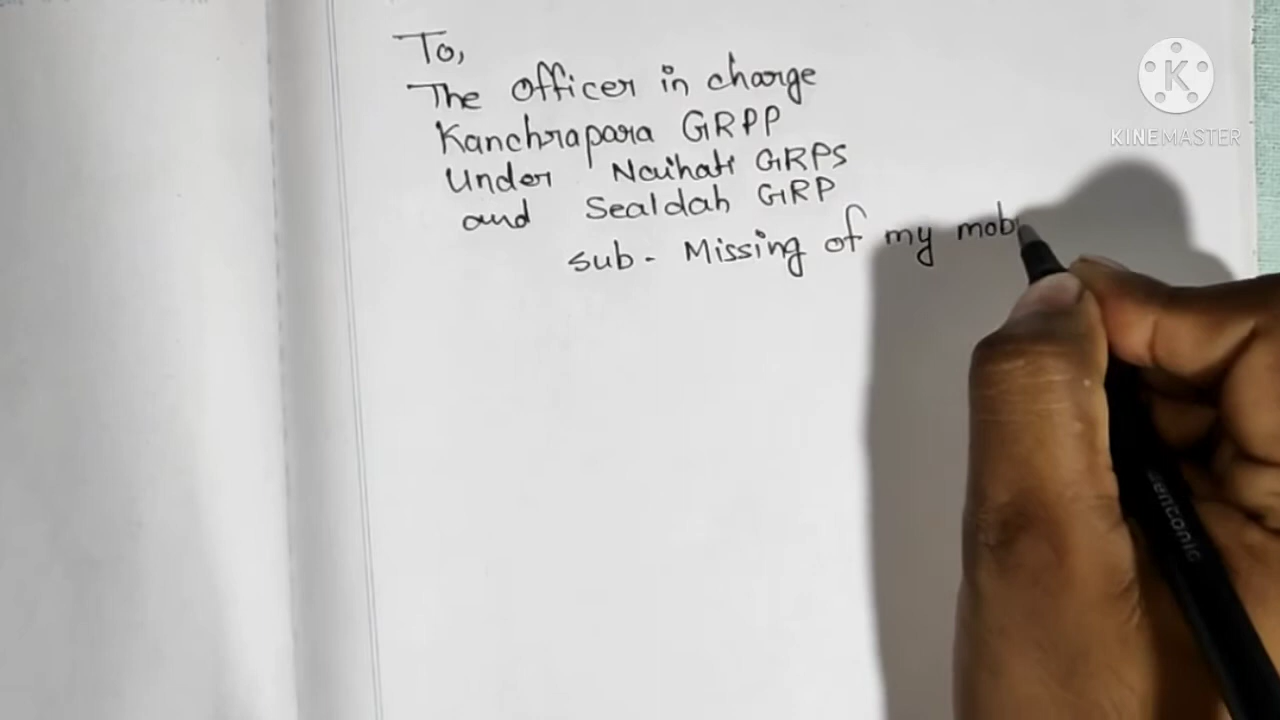 To,
The Officer in charge
Kanchrapara GRPP
Under Naihati GRPS
and Sealdah GRP
Sub - Missing of my mob
K
KINEMASTER
zentonic